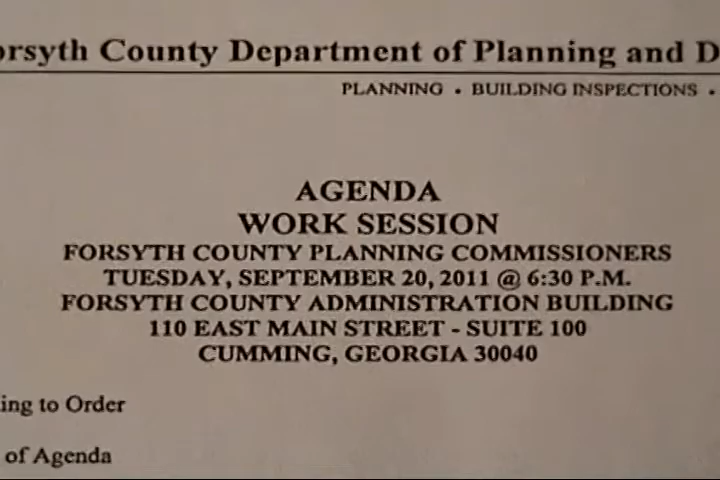 County Department of Planning and
PLANNING • BUILDING INSPECTIONS •
AGENDA
WORK SESSION
FORSYTH COUNTY PLANNING COMMISSIONERS
TUESDAY, SEPTEMBER 20, 2011 @ 6:30 P.M.
FORSYTH COUNTY ADMINISTRATION BUILDING
110 EAST MAIN STREET - SUITE 100
CUMMING, GEORGIA 30040
to Order
of Agenda